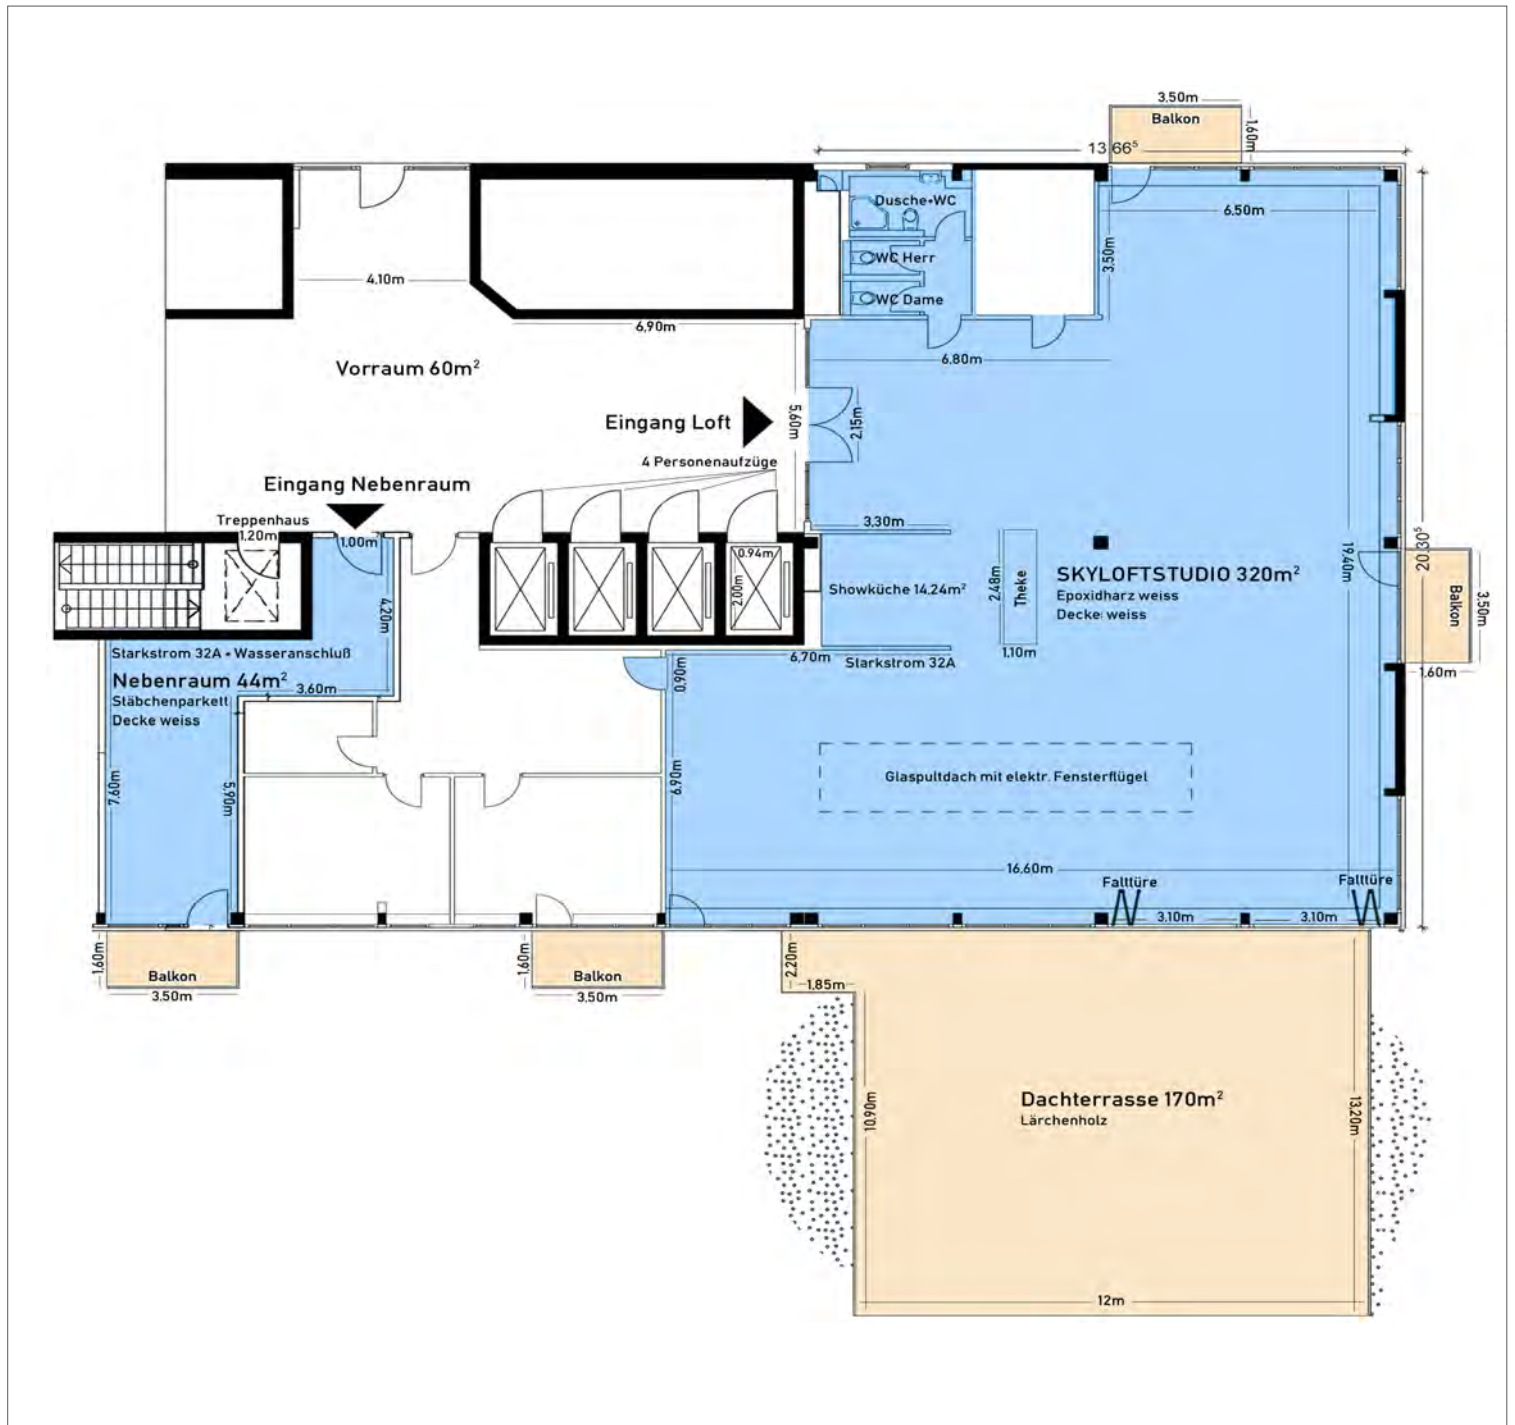 3,50m
Balkon
1,60m
13,66⁵
Dusche+WC
6,50m
WC Herr
3,50m
4,10m
WC Dame
6,90m
6,80m
Vorraum 60m²
Eingang Loft
5,60m
2,15m
4 Personenaufzüge
Eingang Nebenraum
Treppenhaus
1,20m
1,00m
3,30m
0,94m
2,00m
Showküche 14,24m²
2,48m
Theke
1,10m
SKYLOFTSTUDIO 320m²
Epoxidharz weiss
Decke: weiss
19,40m
20,30⁵
Balkon
3,50m
1,60m
4,20m
Starkstrom 32A + Wasseranschluß
Nebenraum 44m²
3,60m
Stäbchenparkett
Decke weiss
6,70m
Starkstrom 32A
0,90m
7,60m
5,90m
6,90m
Glaspultdach mit elektr. Fensterflügel
16,60m
Falttüre
Falttüre
3,10m
3,10m
1,60m
Balkon
3,50m
1,60m
Balkon
3,50m
2,20m
1,85m
10,90m
Dachterrasse 170m²
Lärchenholz
13,20m
12m